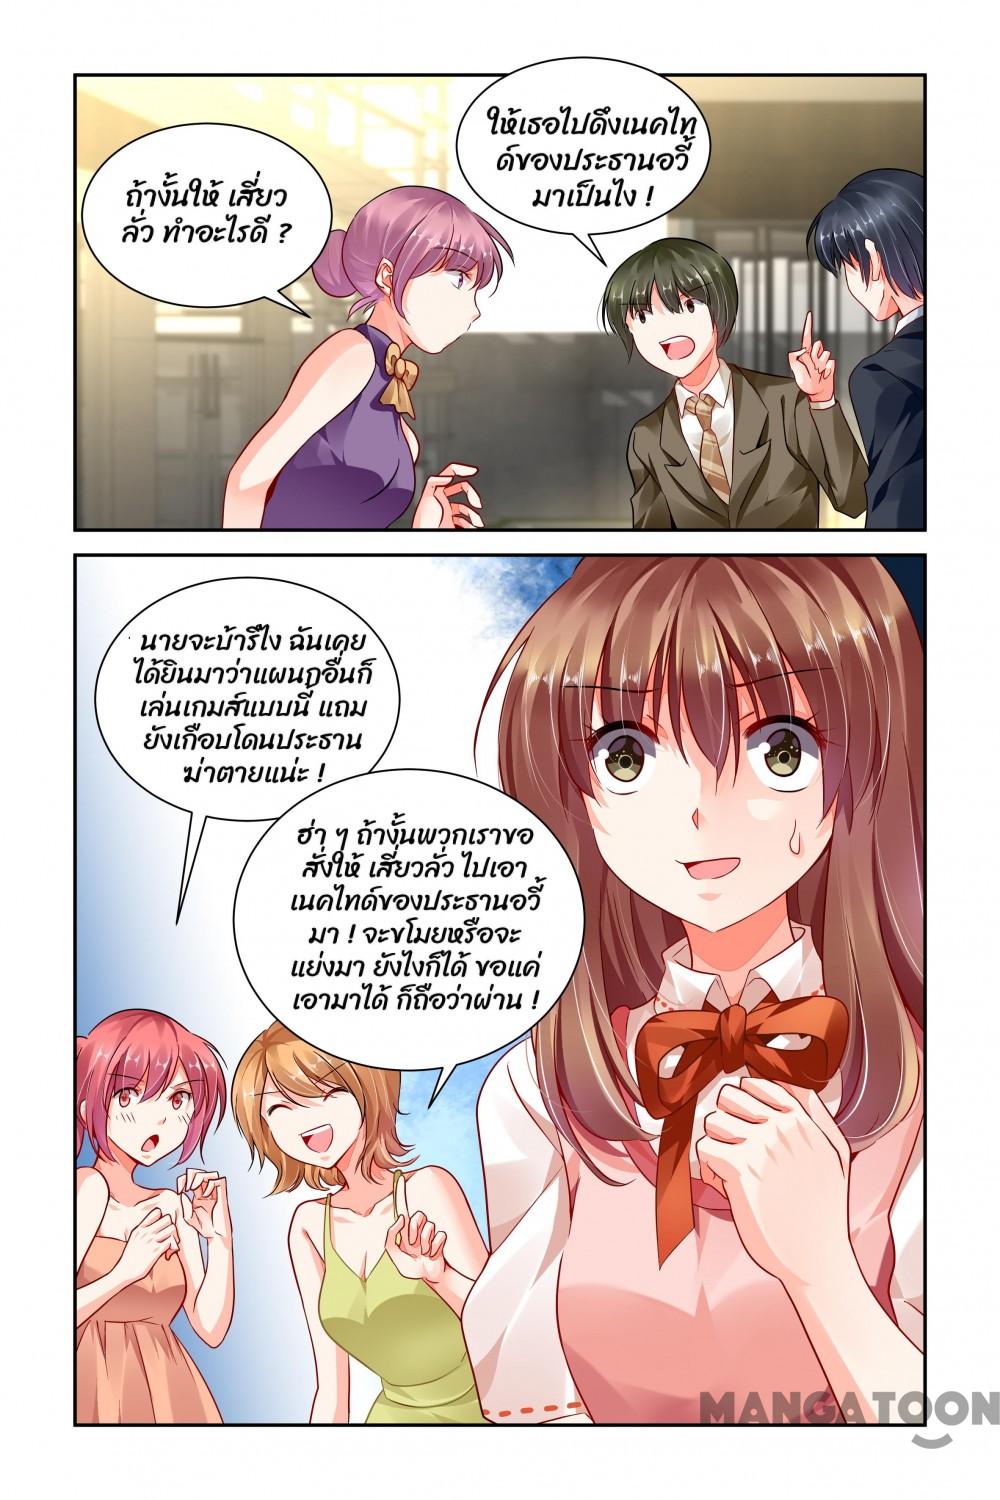 ถ้างั้นให้ เสี่ยว
ลั่ว ทำอะไรดี ?
ให้เธอไปดึงเนคไท
ด์ของประธานอวี้
มาเป็นไง !
นายจะบ้ารึไง ฉันเคย
ได้ยินมาว่าแผนกอื่นก็
เล่นเกมส์แบบนี้ แถม
ยังเกือบโดนประธาน
ฆ่าตายแน่ะ !
ฮ่า ๆ ถ้างั้นพวกเราขอ
สั่งให้ เสี่ยวลั่ว ไปเอา
เนคไทด์ของประธานอวี้
มา ! จะขโมยหรือจะ
แย่งมา ยังไงก็ได้ ขอแค่
เอามาได้ ก็ถือว่าผ่าน !
MANGATOON